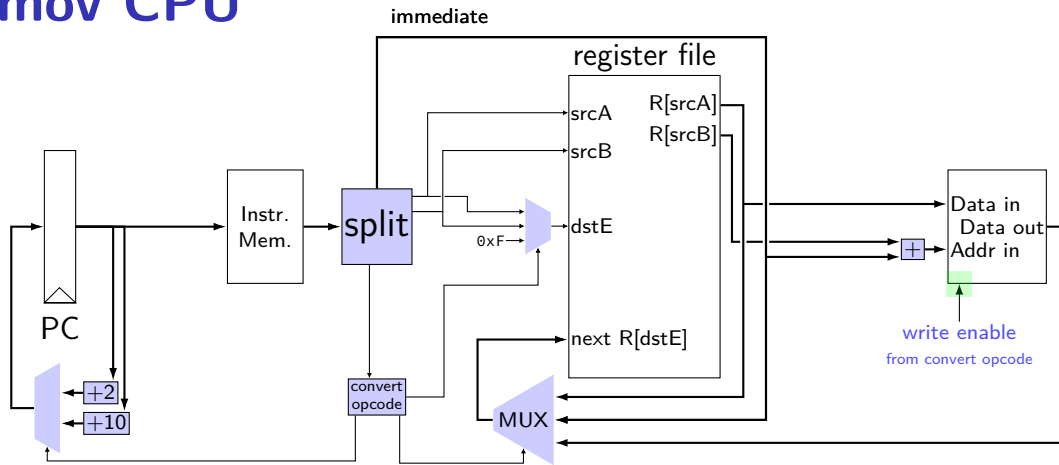 mov CPU
immediate
register file
srcA
R[srcA]
R[srcB]
srcB
Instr.
Mem.
split
dstE
0xF
Data in
Data out
Addr in
+
PC
next R[dstE]
write enable
from convert opcode
+2
+10
convert
opcode
MUX